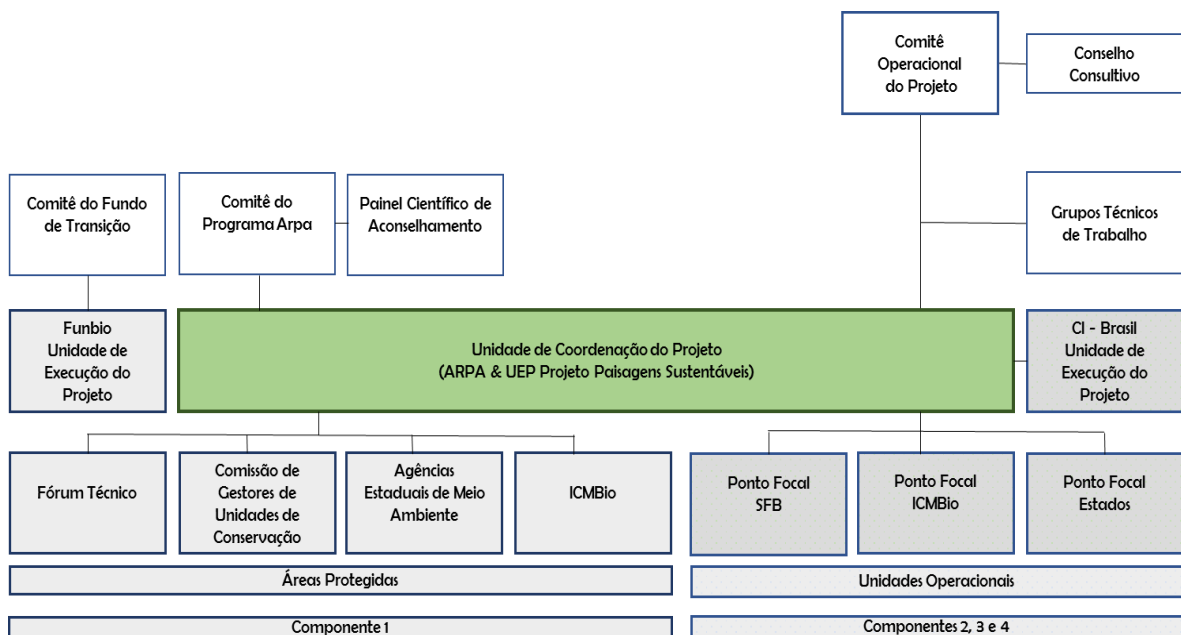 Comitê
Operacional
do Projeto
Conselho
Consultivo
Comitê do Fundo
de Transição
Comitê do
Programa Arpa
Painel Científico de
Aconselhamento
Grupos Técnicos
de Trabalho
Funbio
Unidade de
Execução do
Projeto
Unidade de Coordenação do Projeto
(ARPA & UEP Projeto Paisagens Sustentáveis)
CI - Brasil
Unidade de
Execução do
Projeto
Fórum Técnico
Comissão de
Gestores de
Unidades de
Conservação
Agências
Estaduais de Meio
Ambiente
ICMBio
Ponto Focal
SFB
Ponto Focal
ICMBio
Ponto Focal
Estados
Áreas Protegidas
Unidades Operacionais
Componente 1
Componentes 2, 3 e 4